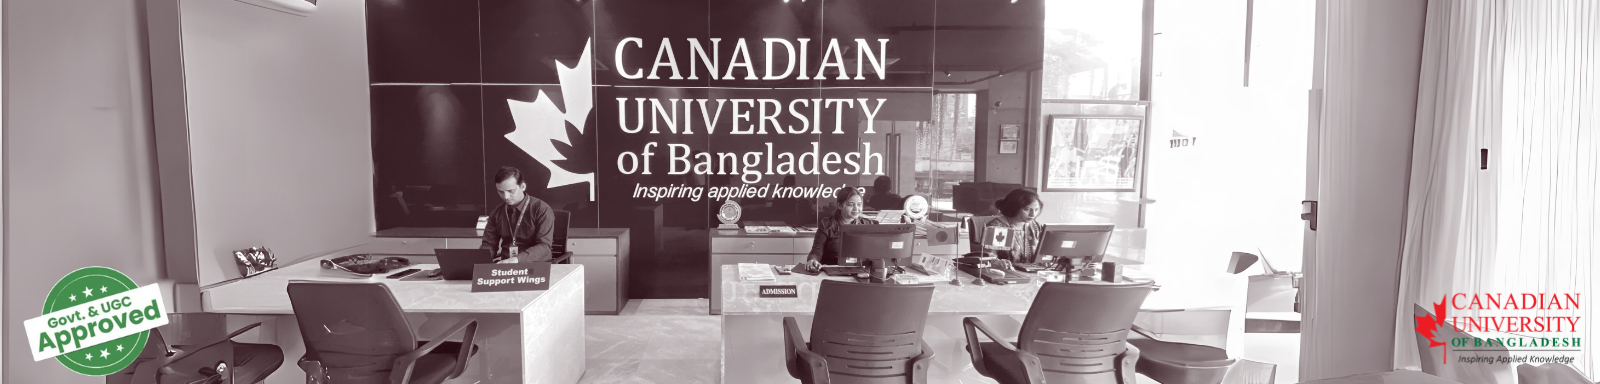 CANADIAN
UNIVERSITY
of Bangladesh
Inspiring applied knowledge
Student
Support Wings
ADMISSION
Govt. & UGC
Approved
CANADIAN
UNIVERSITY
OF BANGLADESH
Inspiring Applied Knowledge